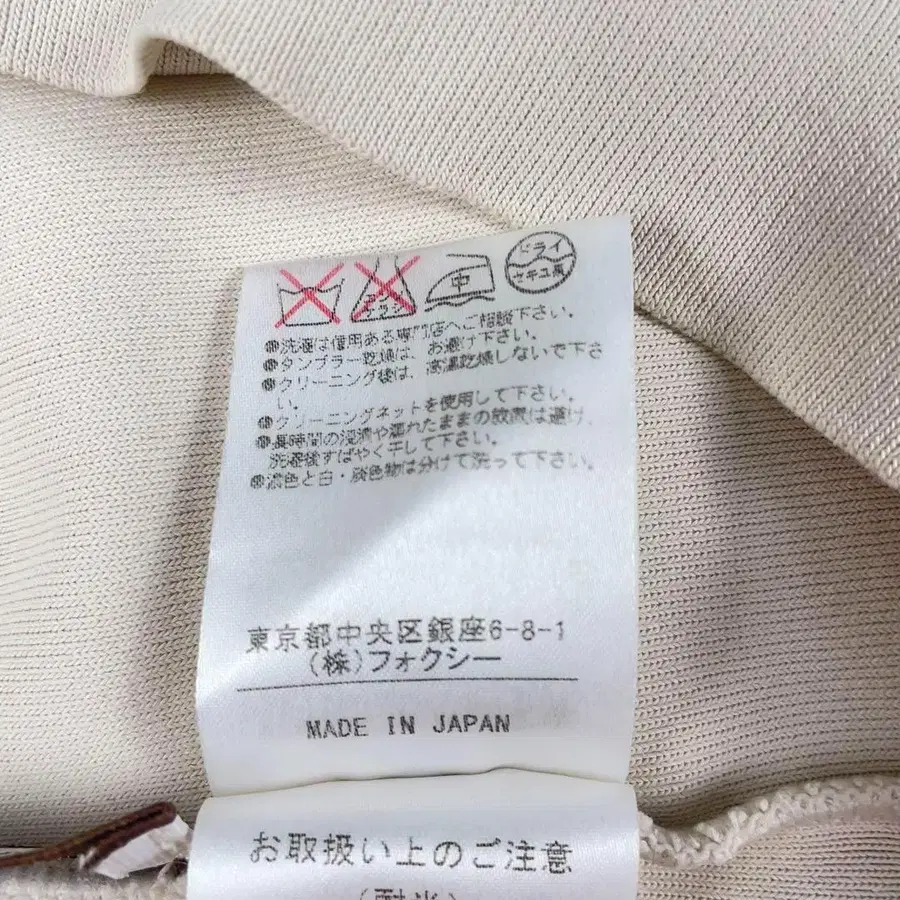 エンソ
サラシ
中
ドライ
セキユ系
●洗濯は信用ある専門店へご相談下さい。
●タンブラー乾燥は、お避け下さい。
●クリーニング後は、高温乾燥しないで下さ
い。
●クリーニングネットを使用して下さい。
●長時間の浸漬や濡れたままの放置は避け、
洗濯後すばやく干して下さい。
●濃色と白・淡色物は分けて洗って下さい。
東京都中央区銀座6-8-1
(株)フォクシー
MADE IN JAPAN
お取扱い上のご注意